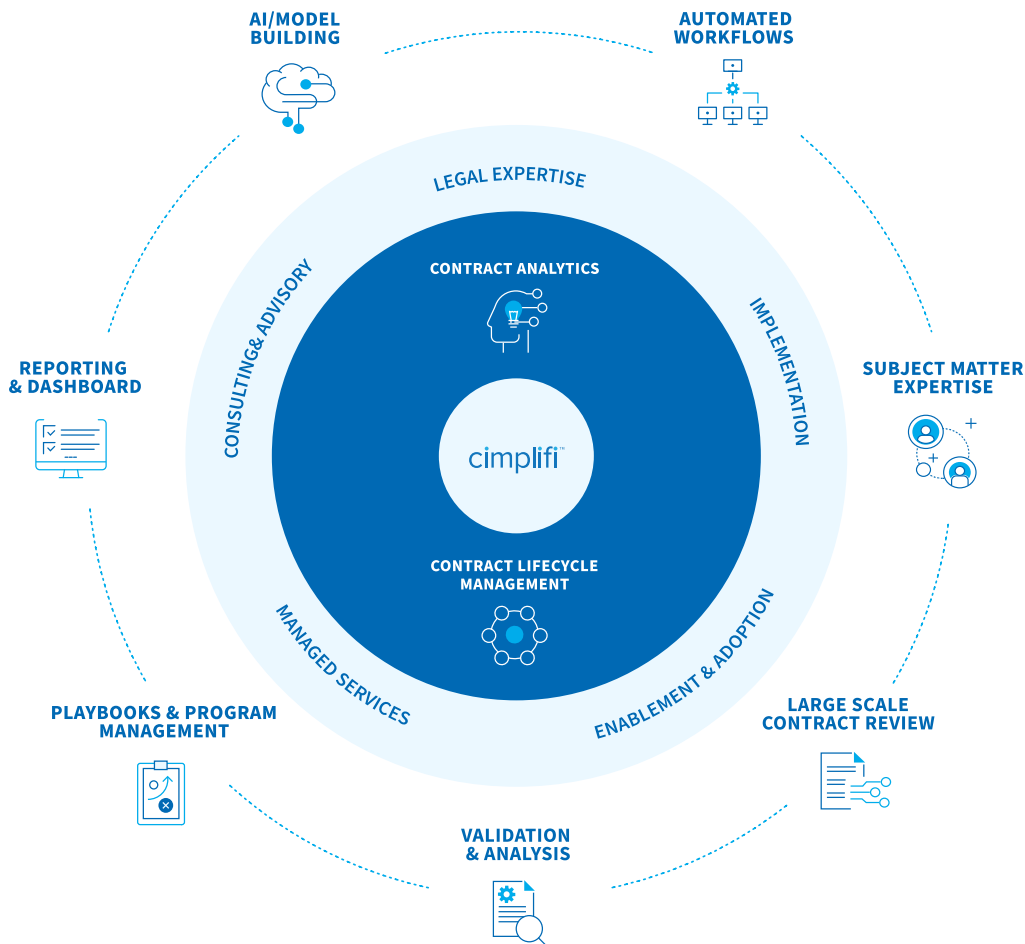 AI/MODEL
BUILDING
AUTOMATED
WORKFLOWS
LEGAL EXPERTISE
CONSULTING& ADVISORY
CONTRACT ANALYTICS
IMPLEMENTATION
REPORTING
& DASHBOARD
SUBJECT MATTER
EXPERTISE
cimplifi™
CONTRACT LIFECYCLE
MANAGEMENT
MANAGED SERVICES
ENABLEMENT & ADOPTION
PLAYBOOKS & PROGRAM
MANAGEMENT
LARGE SCALE
CONTRACT REVIEW
VALIDATION
& ANALYSIS